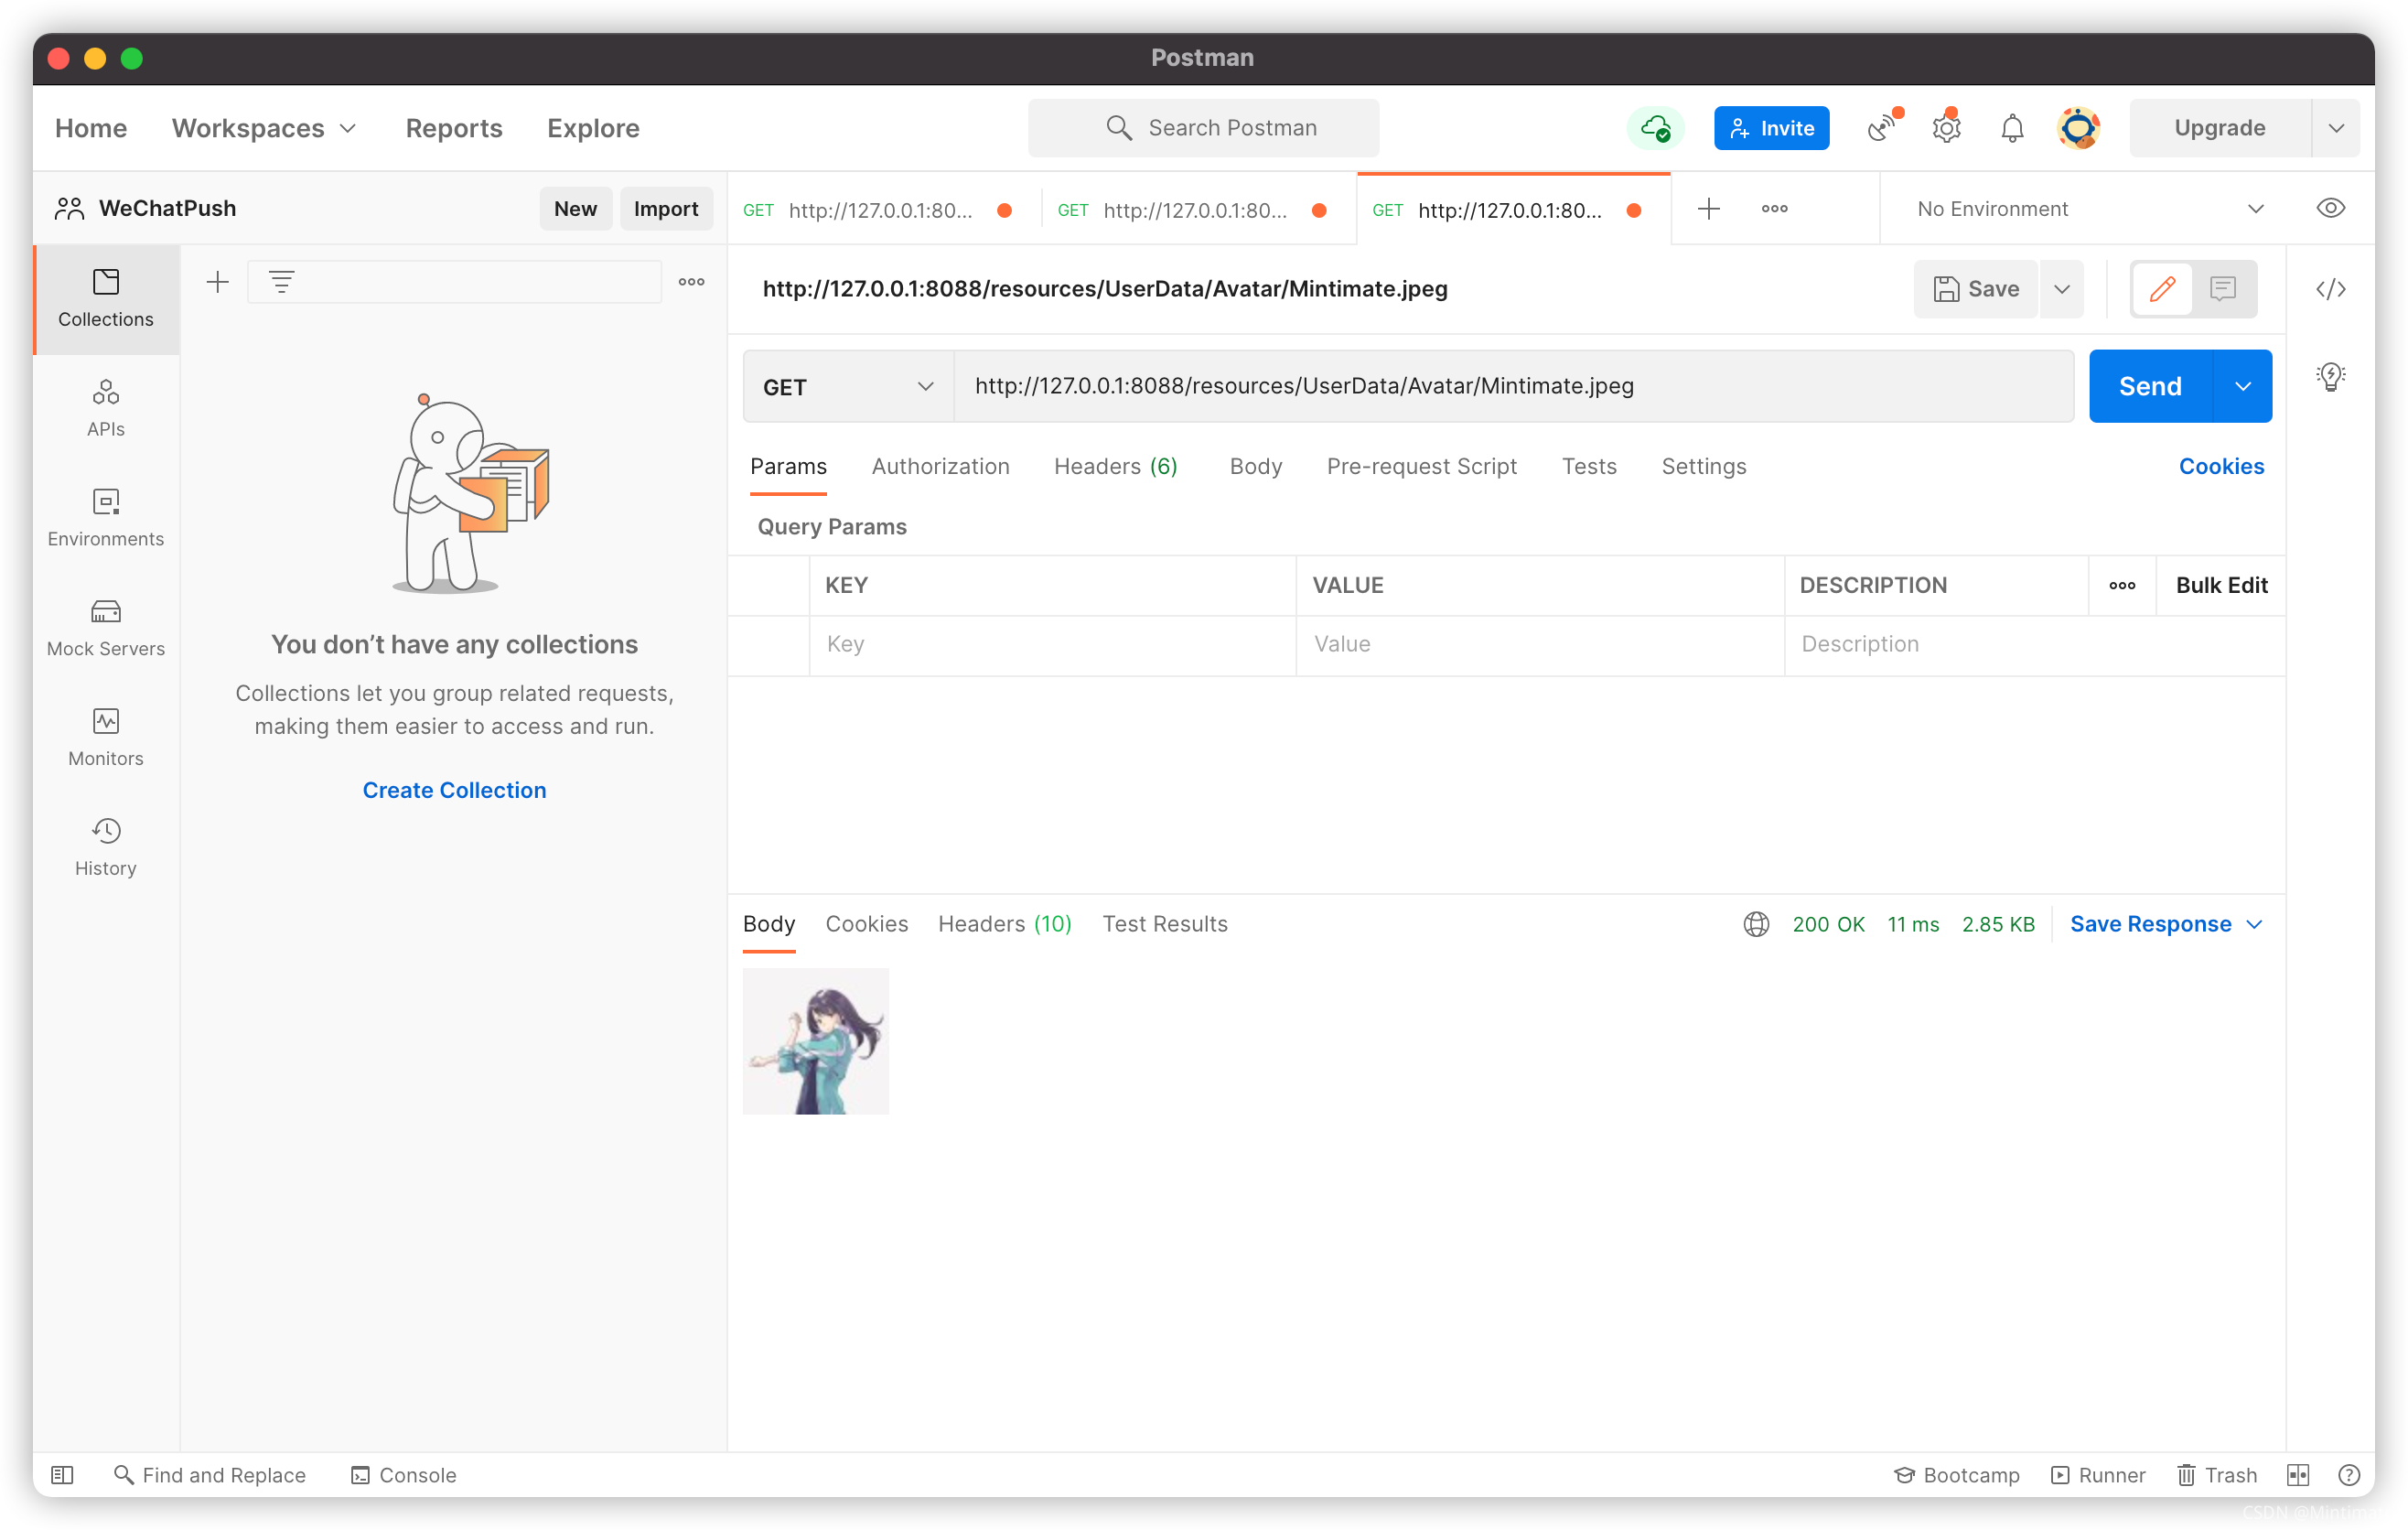 Postman
Home Workspaces Reports Explore Search Postman Invite Upgrade
WeChatPush New Import GET http://127.0.0.1:80... GET http://127.0.0.1:80... GET http://127.0.0.1:80... No Environment
Collections
http://127.0.0.1:8088/resources/UserData/Avatar/Mintimate.jpeg Save
GET http://127.0.0.1:8088/resources/UserData/Avatar/Mintimate.jpeg Send
APIs
Params Authorization Headers (6) Body Pre-request Script Tests Settings Cookies
Environments
Query Params
KEY VALUE DESCRIPTION Bulk Edit
Key Value Description
Mock Servers
You don’t have any collections
Collections let you group related requests,
making them easier to access and run.
Monitors
Create Collection
History
Body Cookies Headers (10) Test Results 200 OK 11 ms 2.85 KB Save Response
Find and Replace Console Bootcamp Runner Trash